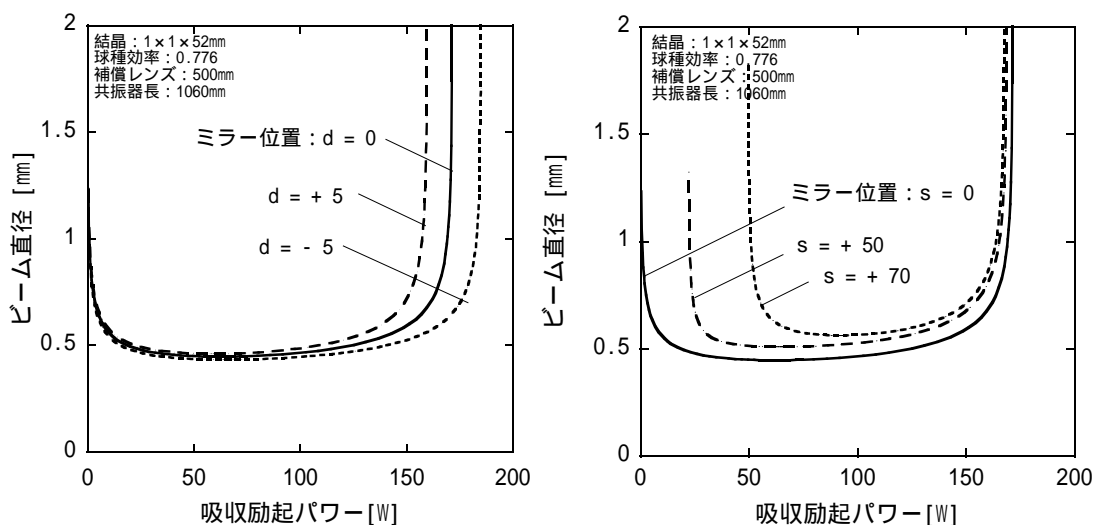 結晶：1×1×52㎜
球種効率：0.776
補償レンズ：500㎜
共振器長：1060㎜
ミラー位置：d = 0
d = + 5
d = - 5
2
1.5
1
0.5
0
0
50
100
150
200
ビーム直径 [㎜]
吸収励起パワー[W]
結晶：1×1×52㎜
球種効率：0.776
補償レンズ：500㎜
共振器長：1060㎜
ミラー位置：s = 0
s = + 50
s = + 70
2
1.5
1
0.5
0
0
50
100
150
200
ビーム直径 [㎜]
吸収励起パワー[W]